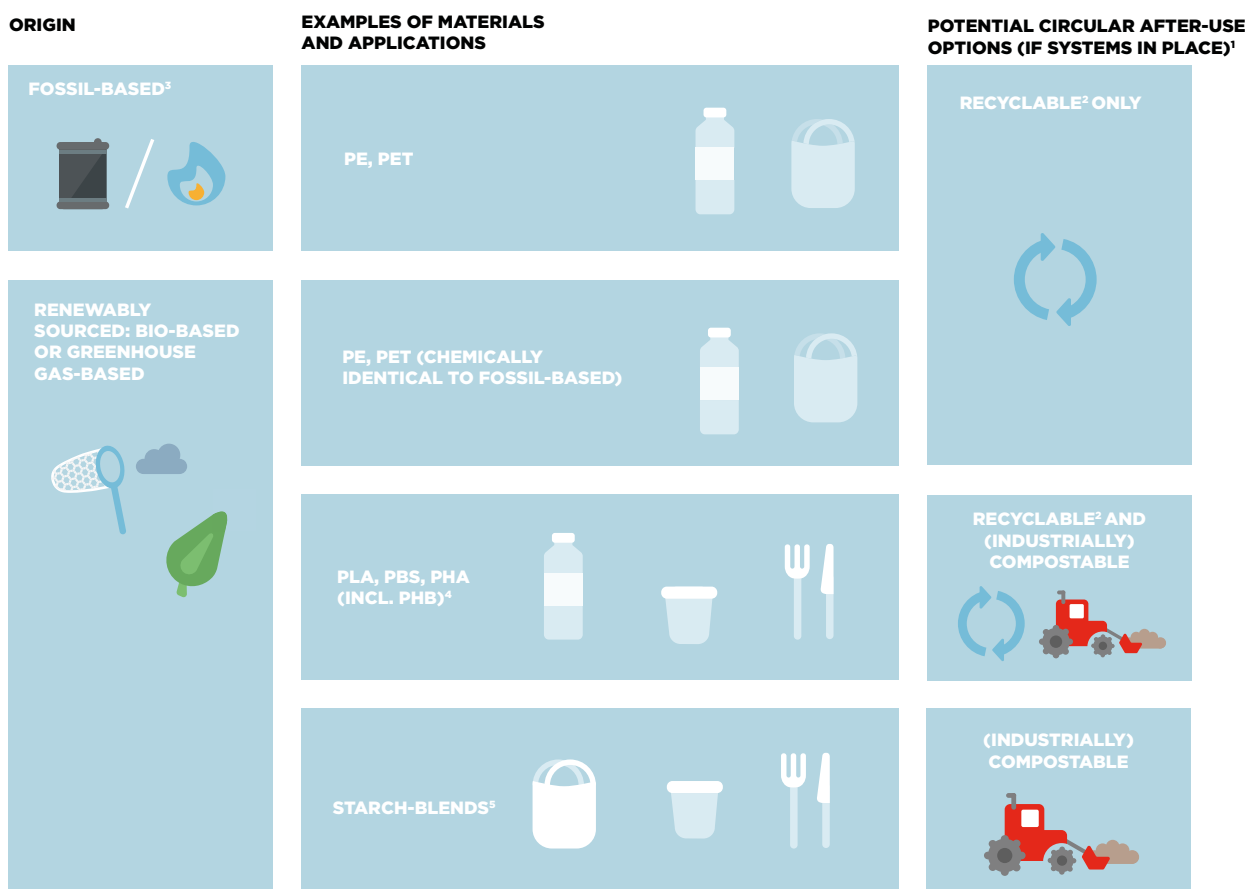 ORIGIN
EXAMPLES OF MATERIALS
AND APPLICATIONS
POTENTIAL CIRCULAR AFTER-USE
OPTIONS (IF SYSTEMS IN PLACE)¹
FOSSIL-BASED³
PE, PET
RECYCLABLE² ONLY
RENEWABLY
SOURCED: BIO-BASED
OR GREENHOUSE
GAS-BASED
PE, PET (CHEMICALLY
IDENTICAL TO FOSSIL-BASED)
PLA, PBS, PHA
(INCL. PHB)⁴
RECYCLABLE² AND
(INDUSTRIALLY)
COMPOSTABLE
STARCH-BLENDS⁵
(INDUSTRIALLY)
COMPOSTABLE